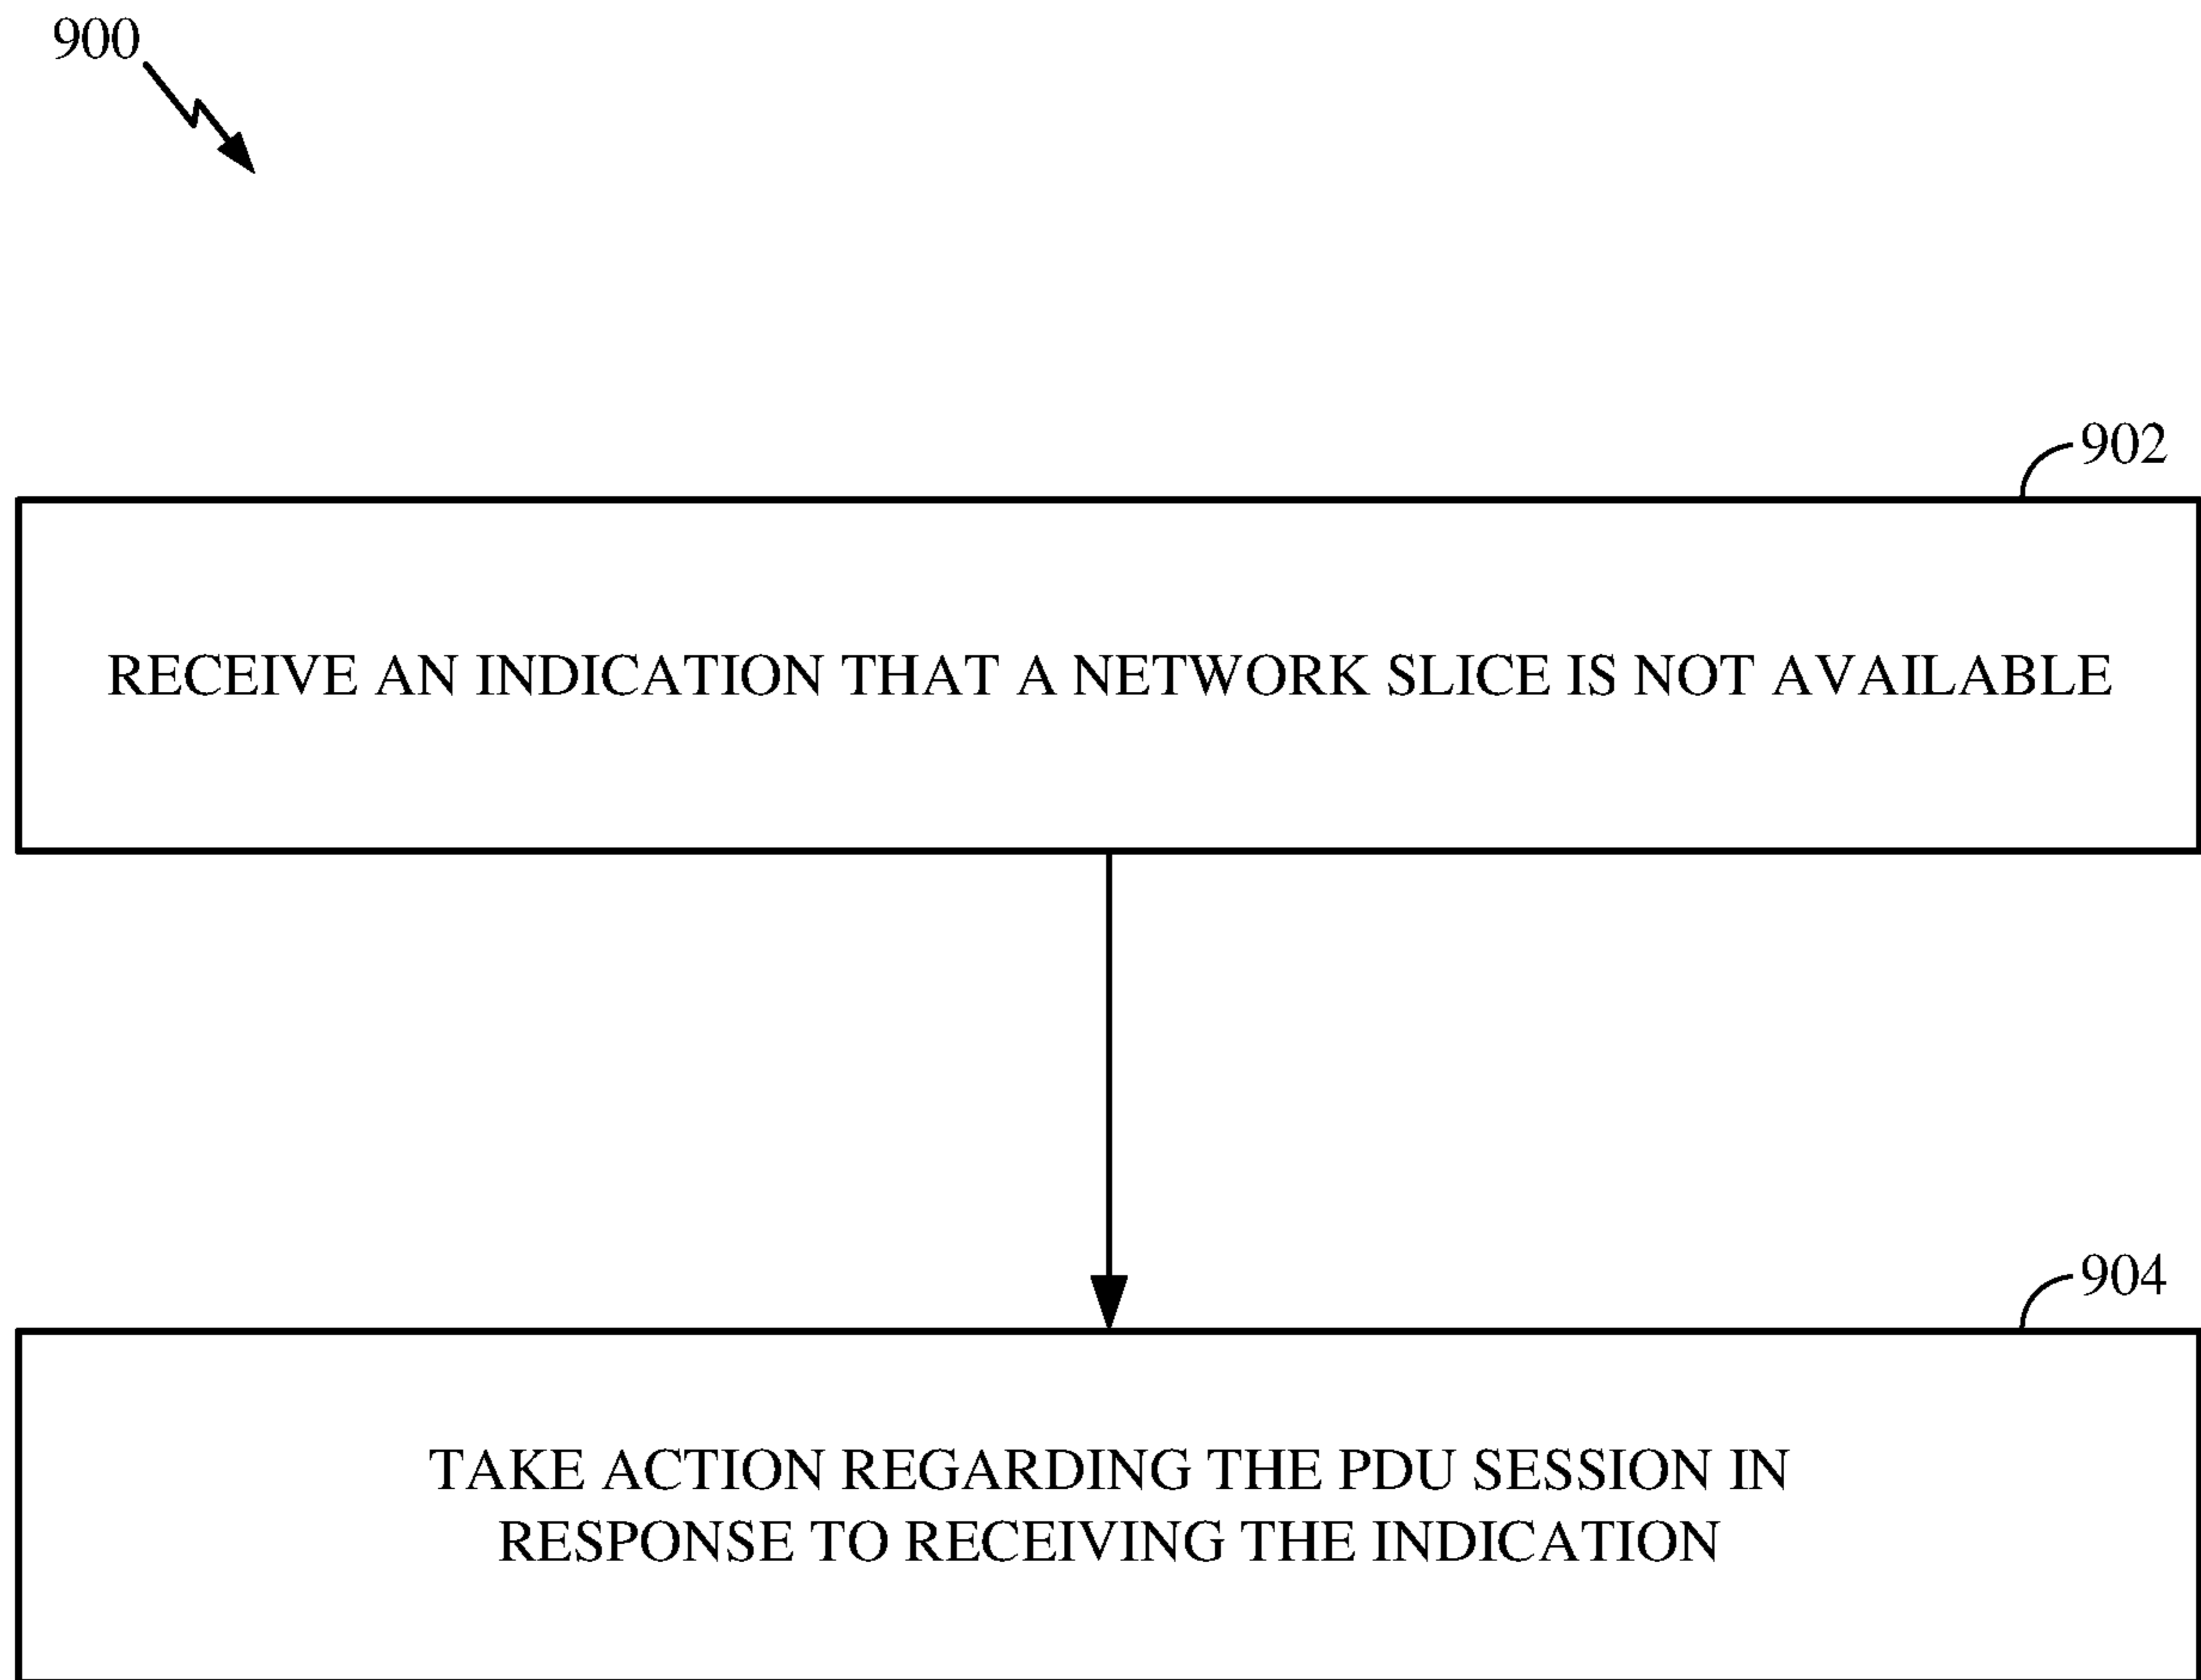 900
902
RECEIVE AN INDICATION THAT A NETWORK SLICE IS NOT AVAILABLE
904
TAKE ACTION REGARDING THE PDU SESSION IN
RESPONSE TO RECEIVING THE INDICATION